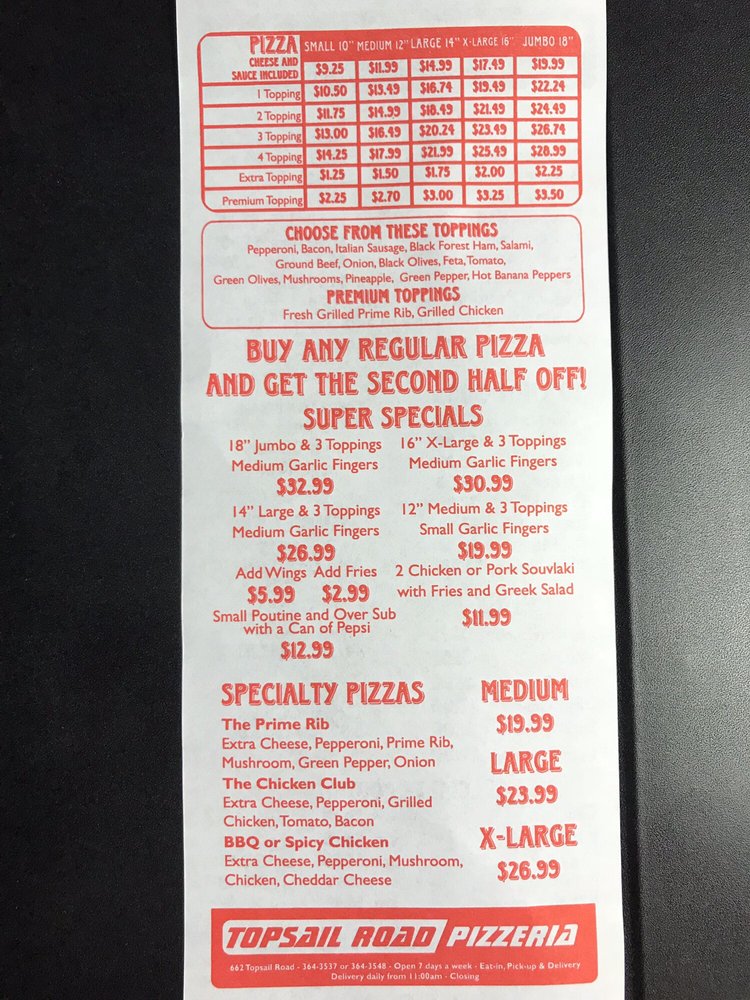 PIZZA SMALL 10" MEDIUM 12" LARGE 14" X-LARGE 16" JUMBO 18"
CHEESE AND
SAUCE INCLUDED $9.25 $11.99 $14.99 $17.49 $19.99
1 Topping $10.50 $13.49 $16.74 $19.49 $22.24
2 Topping $11.75 $14.99 $18.49 $21.49 $24.49
3 Topping $13.00 $16.49 $20.24 $23.49 $26.74
4 Topping $14.25 $17.99 $21.99 $25.49 $28.99
Extra Topping $1.25 $1.50 $1.75 $2.00 $2.25
Premium Topping $2.25 $2.70 $3.00 $3.25 $3.50
CHOOSE FROM THESE TOPPINGS
Pepperoni, Bacon, Italian Sausage, Black Forest Ham, Salami,
Ground Beef, Onion, Black Olives, Feta, Tomato,
Green Olives, Mushrooms, Pineapple, Green Pepper, Hot Banana Peppers
PREMIUM TOPPINGS
Fresh Grilled Prime Rib, Grilled Chicken
BUY ANY REGULAR PIZZA
AND GET THE SECOND HALF OFF!
SUPER SPECIALS
18" Jumbo & 3 Toppings
Medium Garlic Fingers
$32.99
16" X-Large & 3 Toppings
Medium Garlic Fingers
$30.99
14" Large & 3 Toppings
Medium Garlic Fingers
$26.99
12" Medium & 3 Toppings
Small Garlic Fingers
$19.99
Add Wings Add Fries
$5.99 $2.99
2 Chicken or Pork Souvlaki
with Fries and Greek Salad
$11.99
Small Poutine and Over Sub
with a Can of Pepsi
$12.99
SPECIALTY PIZZAS
The Prime Rib
Extra Cheese, Pepperoni, Prime Rib,
Mushroom, Green Pepper, Onion
The Chicken Club
Extra Cheese, Pepperoni, Grilled
Chicken, Tomato, Bacon
BBQ or Spicy Chicken
Extra Cheese, Pepperoni, Mushroom,
Chicken, Cheddar Cheese
MEDIUM
$19.99
LARGE
$23.99
X-LARGE
$26.99
TOPSAIL ROAD PIZZERIA
662 Topsail Road - 364-3537 or 364-3548 - Open 7 days a week - Eat-in, Pick-up & Delivery
Delivery daily from 11:00am - Closing